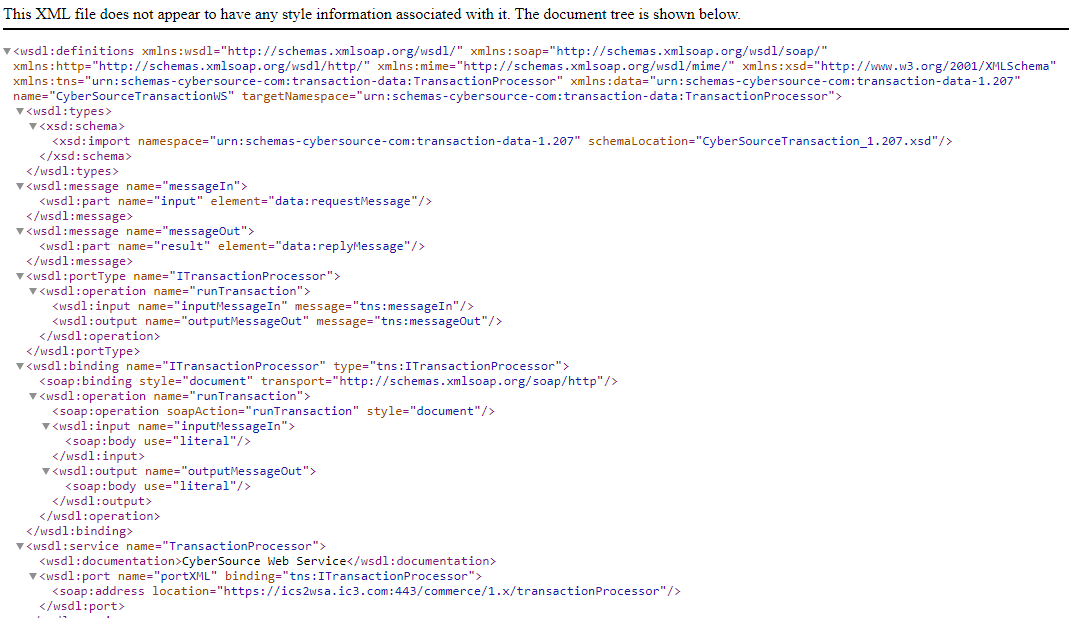 This XML file does not appear to have any style information associated with it. The document tree is shown below.
<wsdl:definitions xmlns:wsdl="http://schemas.xmlsoap.org/wsdl/" xmlns:soap="http://schemas.xmlsoap.org/wsdl/soap/"
xmlns:http="http://schemas.xmlsoap.org/wsdl/http/" xmlns:mime="http://schemas.xmlsoap.org/wsdl/mime/" xmlns:xsd="http://www.w3.org/2001/XMLSchema"
xmlns:tns="urn:schemas-cybersource-com:transaction-data:TransactionProcessor" xmlns:data="urn:schemas-cybersource-com:transaction-data-1.207"
name="CyberSourceTransactionWS" targetNamespace="urn:schemas-cybersource-com:transaction-data:TransactionProcessor">
<wsdl:types>
<xsd:schema>
<xsd:import namespace="urn:schemas-cybersource-com:transaction-data-1.207" schemaLocation="CyberSourceTransaction_1.207.xsd"/>
</xsd:schema>
</wsdl:types>
<wsdl:message name="messageIn">
<wsdl:part name="input" element="data:requestMessage"/>
</wsdl:message>
<wsdl:message name="messageOut">
<wsdl:part name="result" element="data:replyMessage"/>
</wsdl:message>
<wsdl:portType name="ITransactionProcessor">
<wsdl:operation name="runTransaction">
<wsdl:input name="inputMessageIn" message="tns:messageIn"/>
<wsdl:output name="outputMessageOut" message="tns:messageOut"/>
</wsdl:operation>
</wsdl:portType>
<wsdl:binding name="ITransactionProcessor" type="tns:ITransactionProcessor">
<soap:binding style="document" transport="http://schemas.xmlsoap.org/soap/http"/>
<wsdl:operation name="runTransaction">
<soap:operation soapAction="runTransaction" style="document"/>
<wsdl:input name="inputMessageIn">
<soap:body use="literal"/>
</wsdl:input>
<wsdl:output name="outputMessageOut">
<soap:body use="literal"/>
</wsdl:output>
</wsdl:operation>
</wsdl:binding>
<wsdl:service name="TransactionProcessor">
<wsdl:documentation>CyberSource Web Service</wsdl:documentation>
<wsdl:port name="portXML" binding="tns:ITransactionProcessor">
<soap:address location="https://ics2wsa.ic3.com:443/commerce/1.x/transactionProcessor"/>
</wsdl:port>